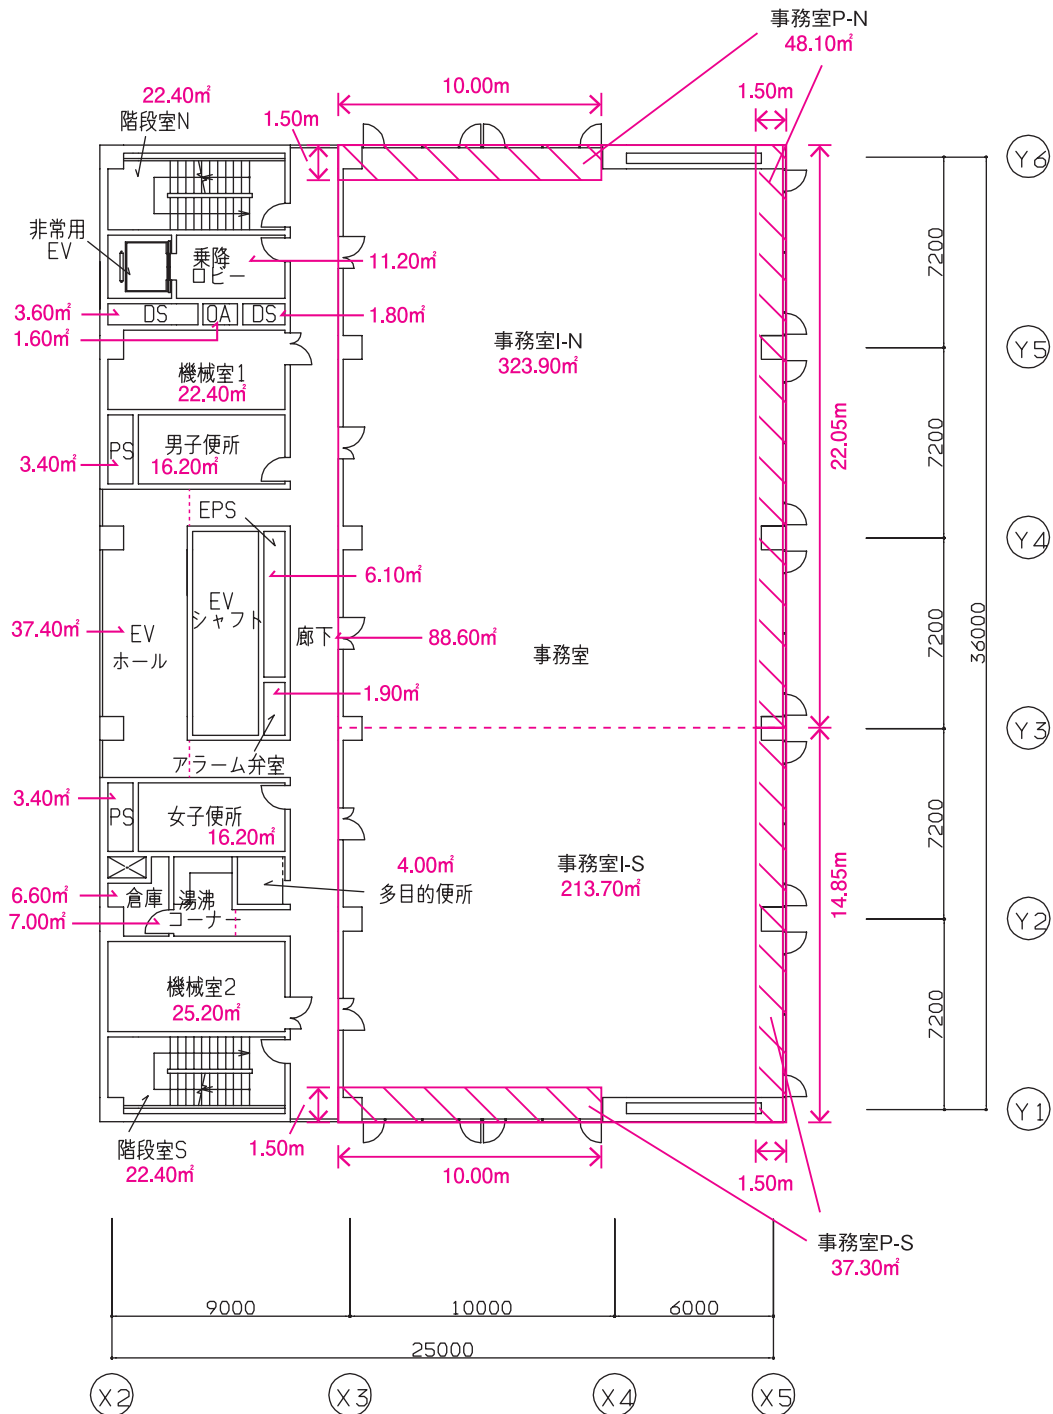 事務室P-N
48.10㎡
22.40㎡
階段室N
1.50m
10.00m
1.50m
Y6
非常用
EV
乗降
ロビー
11.20㎡
7200
3.60㎡
DS
OA
DS
1.80㎡
1.60㎡
事務室I-N
323.90㎡
Y5
機械室1
22.40㎡
22.05m
7200
PS
男子便所
3.40㎡
16.20㎡
EPS
Y4
6.10㎡
EV
シャフト
37.40㎡
EV
ホール
廊下
88.60㎡
事務室
7200
36000
1.90㎡
Y3
アラーム弁室
3.40㎡
PS
女子便所
16.20㎡
7200
4.00㎡
多目的便所
事務室I-S
213.70㎡
14.85m
6.60㎡
倉庫
湯沸
コーナー
7.00㎡
Y2
機械室2
25.20㎡
7200
1.50m
Y1
階段室S
22.40㎡
10.00m
1.50m
事務室P-S
37.30㎡
9000
10000
6000
25000
X2
X3
X4
X5